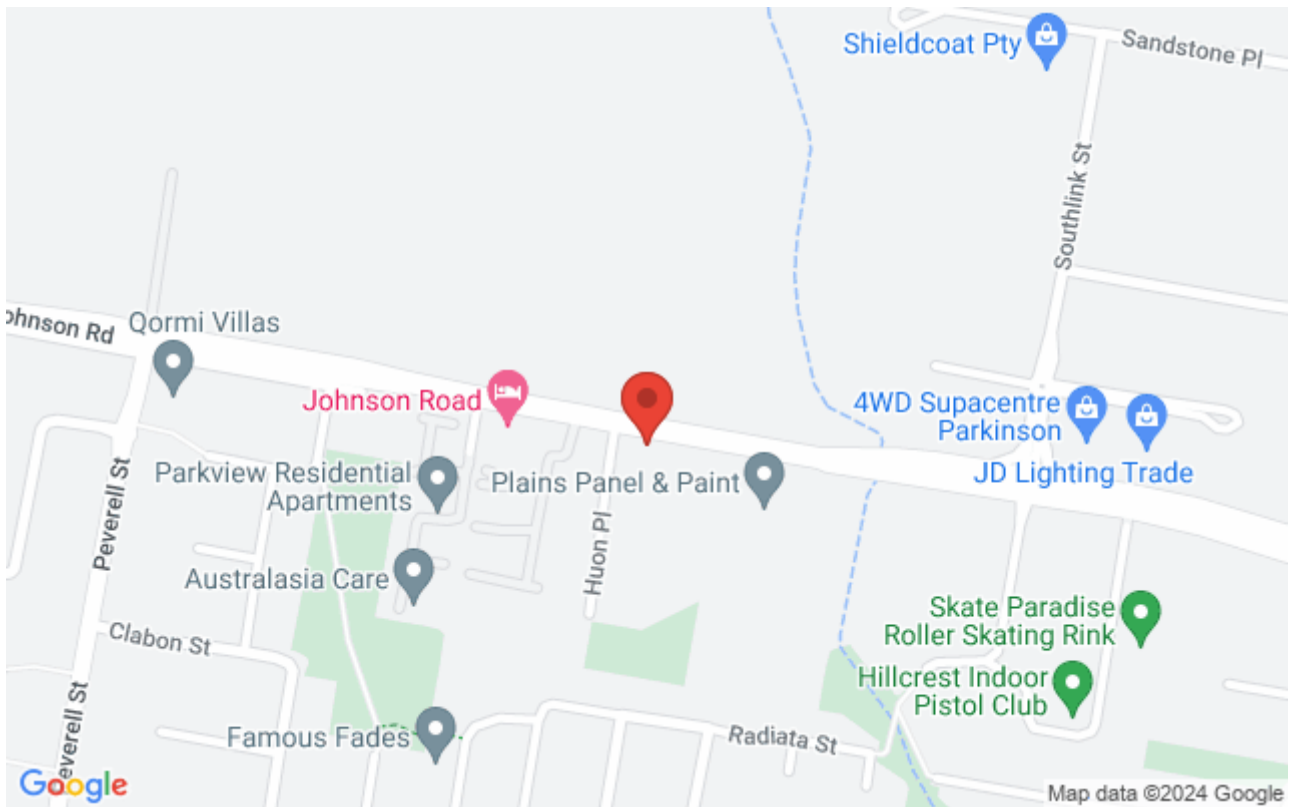 Shieldcoat Pty
Sandstone Pl
Southlink St
ohnson Rd
Qormi Villas
Johnson Road
4WD Supacentre
Parkinson
JD Lighting Trade
Parkview Residential
Apartments
Plains Panel & Paint
Peverell St
Huon Pl
Australasia Care
Skate Paradise
Roller Skating Rink
Clabon St
Hillcrest Indoor
Pistol Club
Peverell St
Famous Fades
Radiata St
Google
Map data ©2024 Google